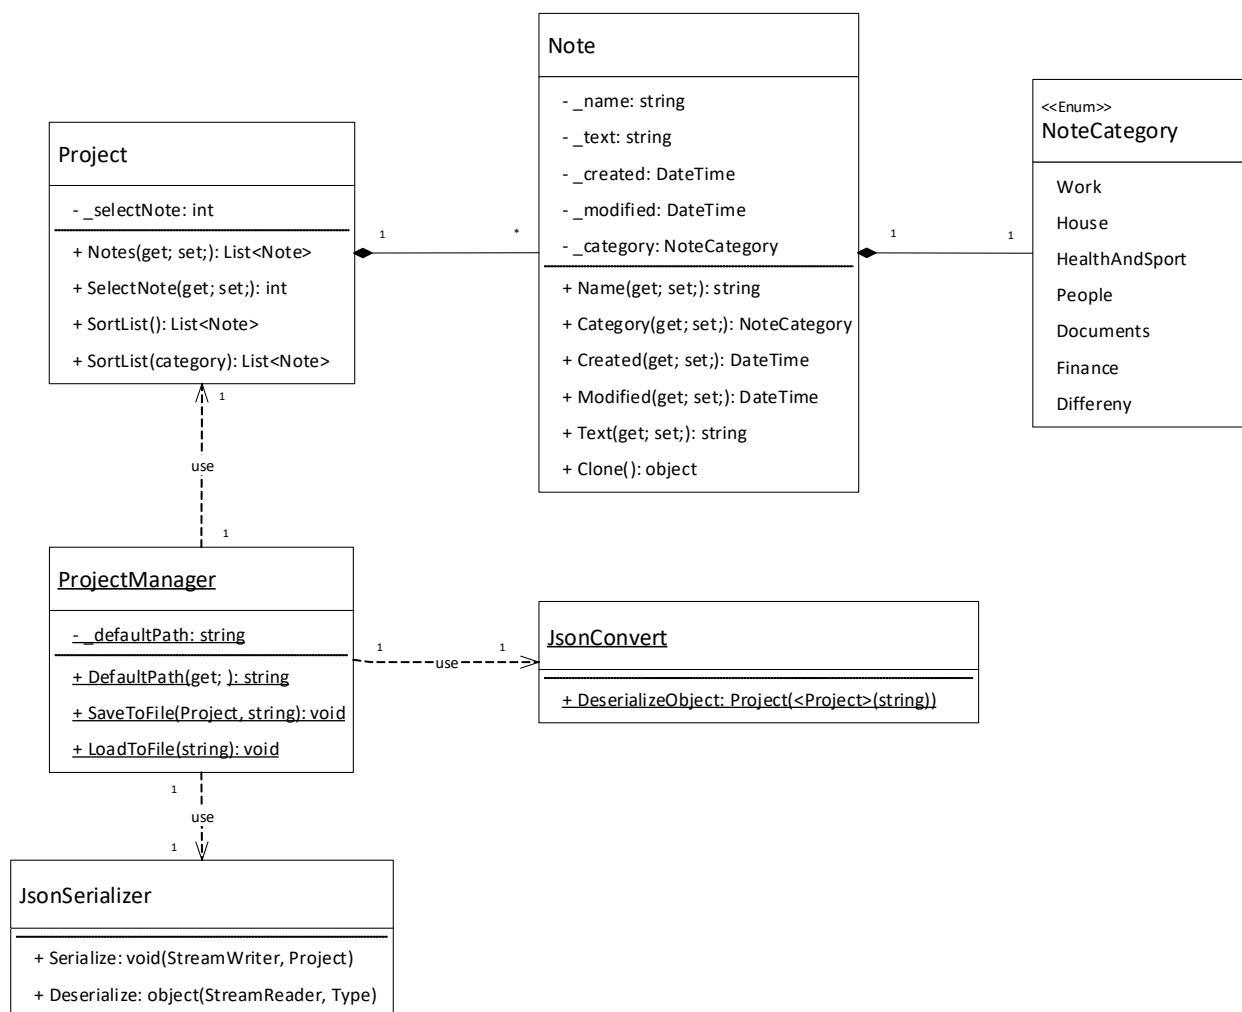 Note
- _name: string
- _text: string
- _created: DateTime
- _modified: DateTime
- _category: NoteCategory
+ Name(get; set;): string
+ Category(get; set;): NoteCategory
+ Created(get; set;): DateTime
+ Modified(get; set;): DateTime
+ Text(get; set;): string
+ Clone(): object
<<Enum>>
NoteCategory
Work
House
HealthAndSport
People
Documents
Finance
Differeny
Project
- _selectNote: int
+ Notes(get; set;): List<Note>
+ SelectNote(get; set;): int
+ SortList(): List<Note>
+ SortList(category): List<Note>
1
*
1
1
1
use
1
ProjectManager
- _defaultPath: string
+ DefaultPath(get; ): string
+ SaveToFile(Project, string): void
+ LoadToFile(string): void
1
use
1
JsonConvert
+ DeserializeObject: Project(<Project>(string))
1
use
1
JsonSerializer
+ Serialize: void(StreamWriter, Project)
+ Deserialize: object(StreamReader, Type)